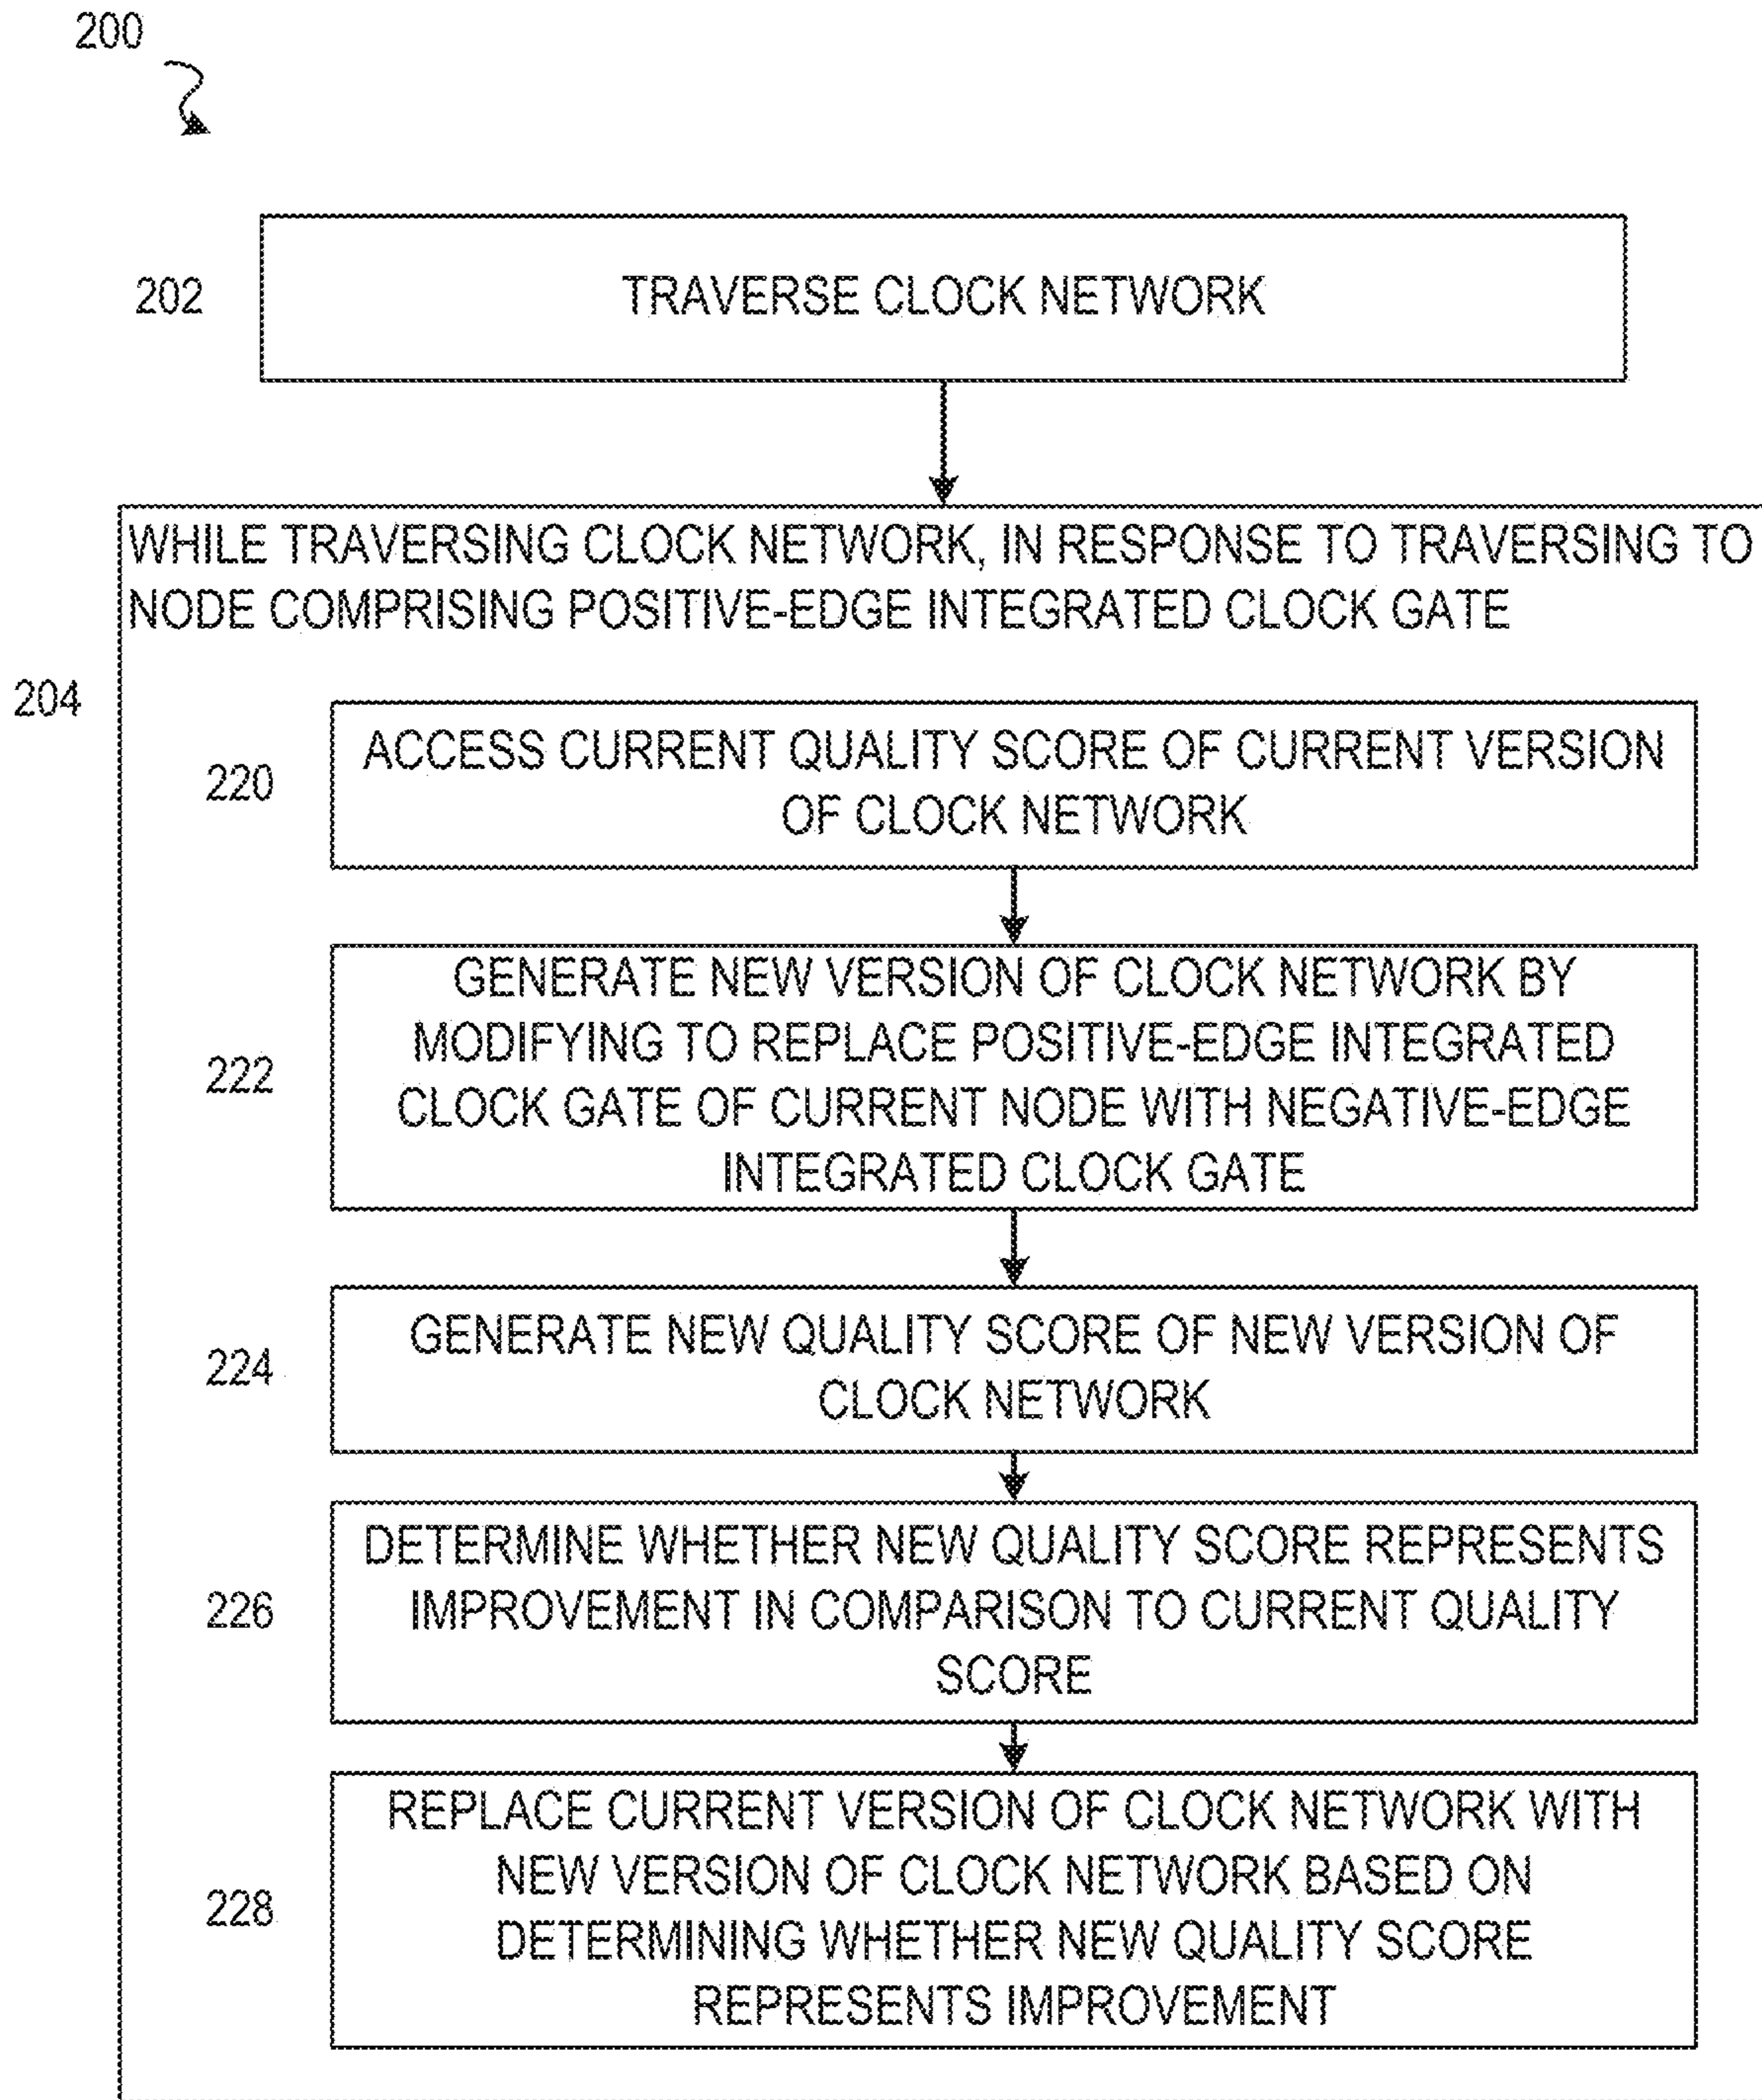 200
202
TRAVERSE CLOCK NETWORK
WHILE TRAVERSING CLOCK NETWORK, IN RESPONSE TO TRAVERSING TO
NODE COMPRISING POSITIVE-EDGE INTEGRATED CLOCK GATE
204
220
ACCESS CURRENT QUALITY SCORE OF CURRENT VERSION
OF CLOCK NETWORK
222
GENERATE NEW VERSION OF CLOCK NETWORK BY
MODIFYING TO REPLACE POSITIVE-EDGE INTEGRATED
CLOCK GATE OF CURRENT NODE WITH NEGATIVE-EDGE
INTEGRATED CLOCK GATE
224
GENERATE NEW QUALITY SCORE OF NEW VERSION OF
CLOCK NETWORK
226
DETERMINE WHETHER NEW QUALITY SCORE REPRESENTS
IMPROVEMENT IN COMPARISON TO CURRENT QUALITY
SCORE
228
REPLACE CURRENT VERSION OF CLOCK NETWORK WITH
NEW VERSION OF CLOCK NETWORK BASED ON
DETERMINING WHETHER NEW QUALITY SCORE
REPRESENTS IMPROVEMENT